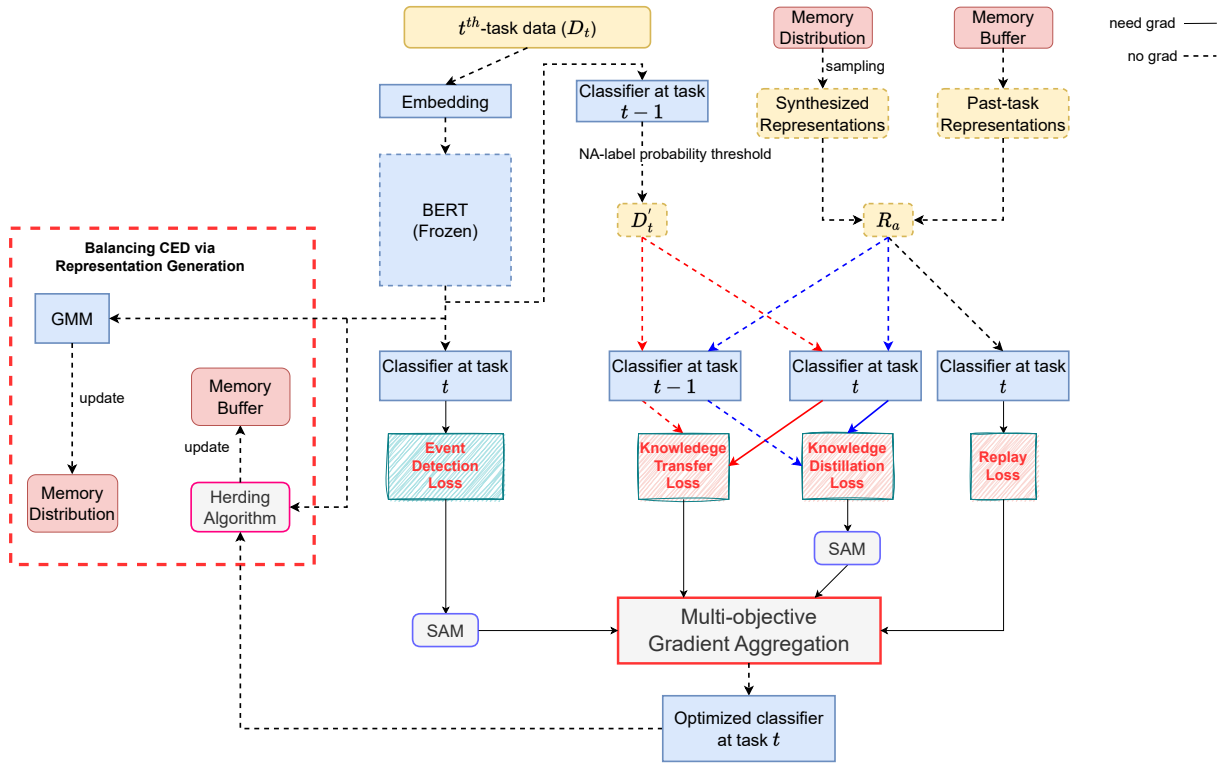 t^{th}-task data (D_t)
Memory
Distribution
Memory
Buffer
need grad
no grad
sampling
Embedding
Classifier at task
t − 1
Synthesized
Representations
Past-task
Representations
NA-label probability threshold
BERT
(Frozen)
D_t^'
R_a
Balancing CED via
Representation Generation
GMM
Classifier at task
t
Classifier at task
t − 1
Classifier at task
t
Classifier at task
t
Memory
Buffer
update
update
Event
Detection
Loss
Knowledege
Transfer
Loss
Knowledge
Distillation
Loss
Replay
Loss
Memory
Distribution
Herding
Algorithm
SAM
SAM
Multi-objective
Gradient Aggregation
Optimized classifier
at task t